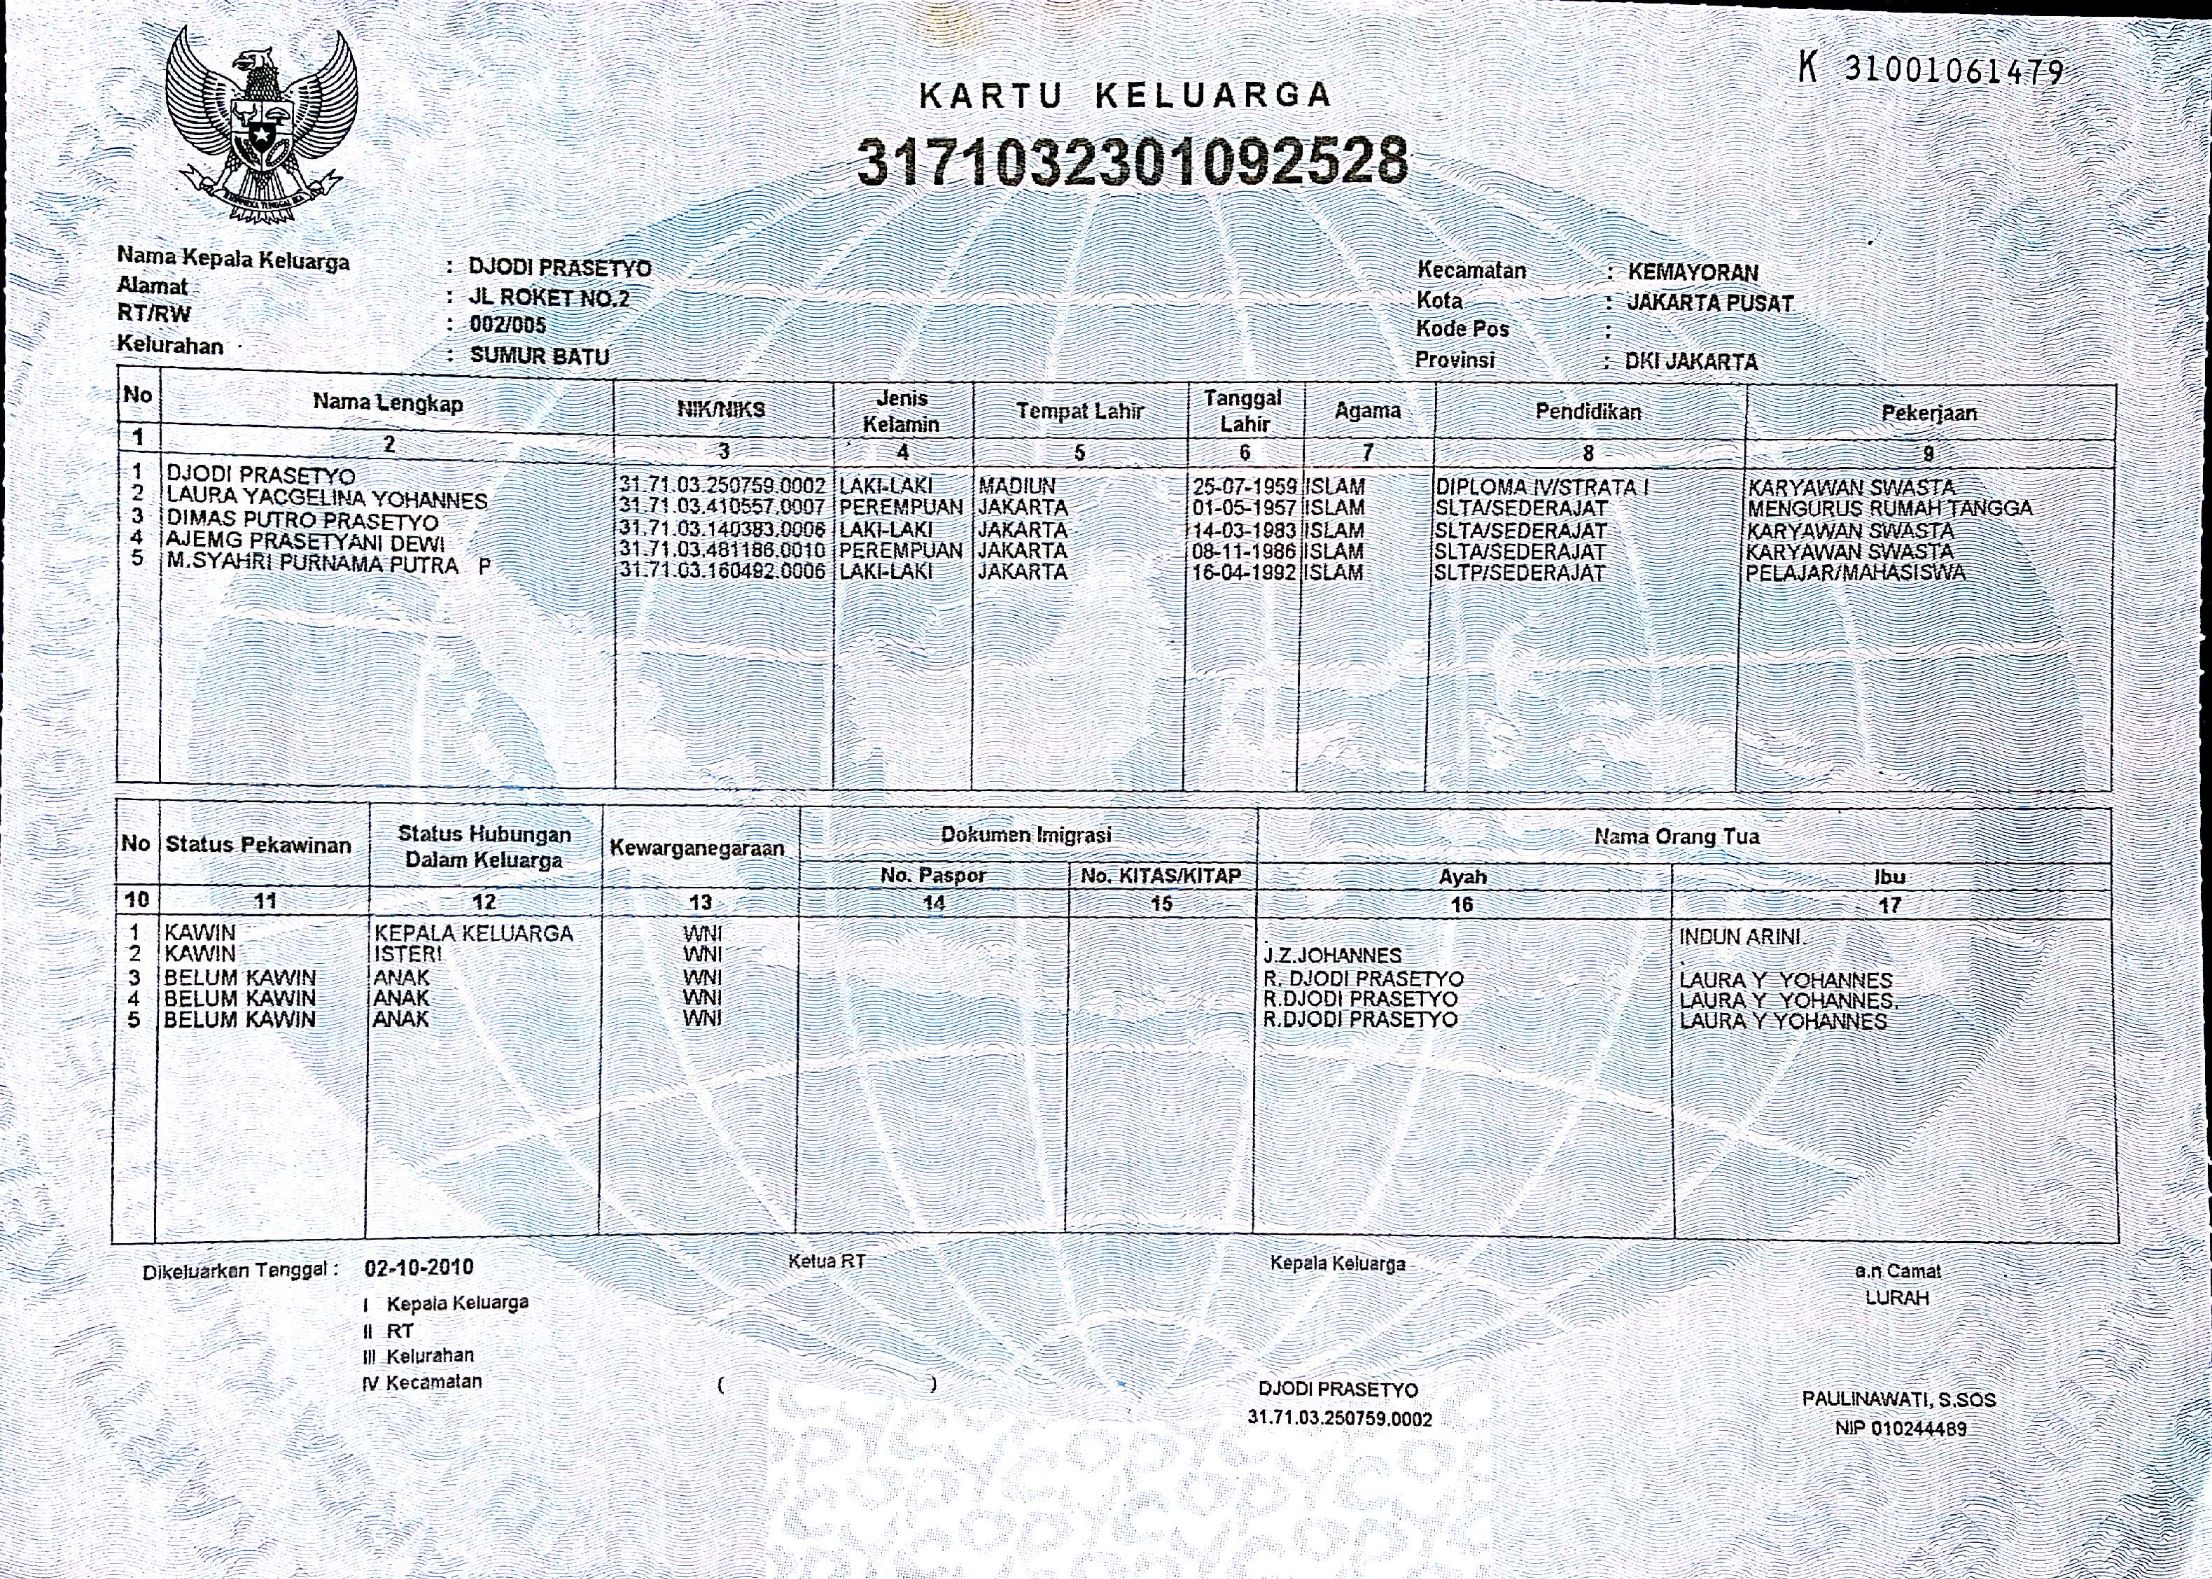 K 31001061479
KARTU KELUARGA
3171032301092528
Nama Kepala Keluarga : DJODI PRASETYO
Alamat : JL ROKET NO.2
RT/RW : 002/005
Kelurahan : SUMUR BATU
Kecamatan : KEMAYORAN
Kota : JAKARTA PUSAT
Kode Pos :
Provinsi : DKI JAKARTA
No Nama Lengkap NIK/NIKS Jenis Kelamin Tempat Lahir Tanggal Lahir Agama Pendidikan Pekerjaan
1 2 3 4 5 6 7 8 9
1 DJODI PRASETYO 31.71.03.250759.0002 LAKI-LAKI MADIUN 25-07-1959 ISLAM DIPLOMA IV/STRATA I KARYAWAN SWASTA
2 LAURA YACGELINA YOHANNES 31.71.03.410557.0007 PEREMPUAN JAKARTA 01-05-1957 ISLAM SLTA/SEDERAJAT MENGURUS RUMAH TANGGA
3 DIMAS PUTRO PRASETYO 31.71.03.140383.0006 LAKI-LAKI JAKARTA 14-03-1983 ISLAM SLTA/SEDERAJAT KARYAWAN SWASTA
4 AJEMG PRASETYANI DEWI 31.71.03.481186.0010 PEREMPUAN JAKARTA 08-11-1986 ISLAM SLTA/SEDERAJAT KARYAWAN SWASTA
5 M.SYAHRI PURNAMA PUTRA P 31.71.03.160492.0006 LAKI-LAKI JAKARTA 16-04-1992 ISLAM SLTP/SEDERAJAT PELAJAR/MAHASISWA
No Status Pekawinan Status Hubungan Dalam Keluarga Kewarganegaraan Dokumen Imigrasi Nama Orang Tua
No. Paspor No. KITAS/KITAP Ayah Ibu
10 11 12 13 14 15 16 17
1 KAWIN KEPALA KELUARGA WNI . INDUN ARINI.
2 KAWIN ISTERI WNI J.Z.JOHANNES .
3 BELUM KAWIN ANAK WNI R. DJODI PRASETYO LAURA Y YOHANNES
4 BELUM KAWIN ANAK WNI R.DJODI PRASETYO LAURA Y YOHANNES.
5 BELUM KAWIN ANAK WNI R.DJODI PRASETYO LAURA Y YOHANNES
Dikeluarkan Tanggal : 02-10-2010
I Kepala Keluarga
II RT
III Kelurahan
IV Kecamatan
Ketua RT
( )
Kepala Keluarga
DJODI PRASETYO
31.71.03.250759.0002
a.n Camat
LURAH
PAULINAWATI, S.SOS
NIP 010244489